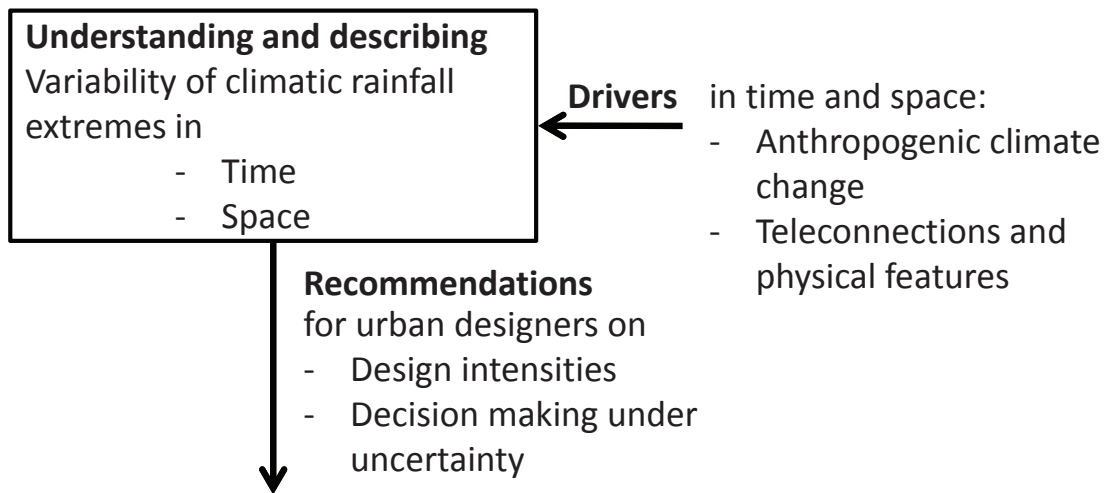 Understanding and describing
Variability of climatic rainfall
extremes in
- Time
- Space
Drivers in time and space:
- Anthropogenic climate
change
- Teleconnections and
physical features
Recommendations
for urban designers on
- Design intensities
- Decision making under
uncertainty